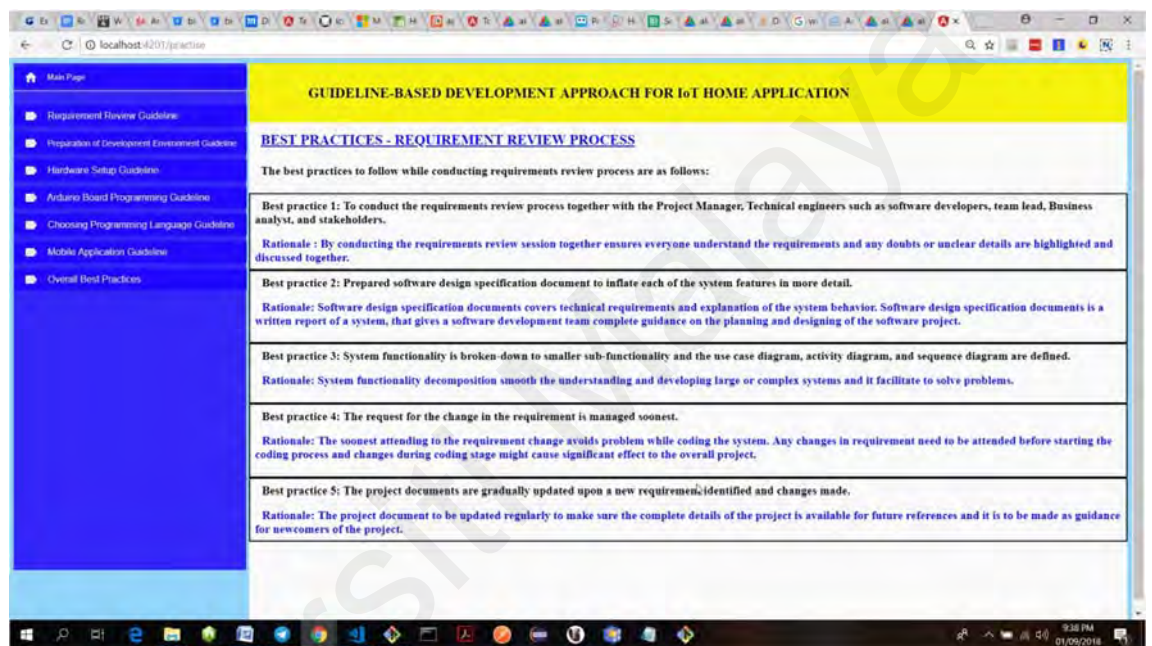 localhost:4201/practise
Main Page
Requirement Review Guideline
Preparation of Development Environment Guideline
Hardware Setup Guideline
Arduino Board Programming Guideline
Choosing Programming Language Guideline
Mobile Application Guideline
Overall Best Practices
GUIDELINE-BASED DEVELOPMENT APPROACH FOR IoT HOME APPLICATION
BEST PRACTICES - REQUIREMENT REVIEW PROCESS
The best practices to follow while conducting requirements review process are as follows:
Best practice 1: To conduct the requirements review process together with the Project Manager, Technical engineers such as software developers, team lead, Business
analyst, and stakeholders.
Rationale : By conducting the requirements review session together ensures everyone understand the requirements and any doubts or unclear details are highlighted and
discussed together.
Best practice 2: Prepared software design specification document to inflate each of the system features in more detail.
Rationale: Software design specification documents covers technical requirements and explanation of the system behavior. Software design specification documents is a
written report of a system, that gives a software development team complete guidance on the planning and designing of the software project.
Best practice 3: System functionality is broken-down to smaller sub-functionality and the use case diagram, activity diagram, and sequence diagram are defined.
Rationale: System functionality decomposition smooth the understanding and developing large or complex systems and it facilitate to solve problems.
Best practice 4: The request for the change in the requirement is managed soonest.
Rationale: The soonest attending to the requirement change avoids problem while coding the system. Any changes in requirement need to be attended before starting the
coding process and changes during coding stage might cause significant effect to the overall project.
Best practice 5: The project documents are gradually updated upon a new requirement identified and changes made.
Rationale: The project document to be updated regularly to make sure the complete details of the project is available for future references and it is to be made as guidance
for newcomers of the project.
9:38 PM
01/09/2018